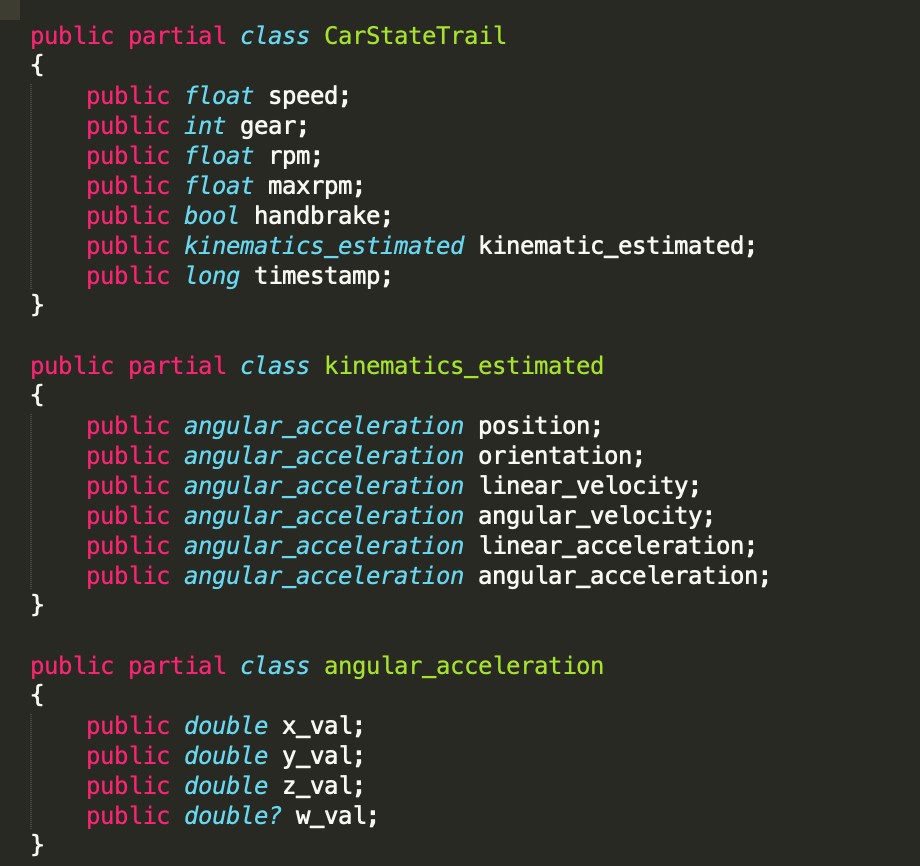 public partial class CarStateTrail
{
public float speed;
public int gear;
public float rpm;
public float maxrpm;
public bool handbrake;
public kinematics_estimated kinematic_estimated;
public long timestamp;
}
public partial class kinematics_estimated
{
public angular_acceleration position;
public angular_acceleration orientation;
public angular_acceleration linear_velocity;
public angular_acceleration angular_velocity;
public angular_acceleration linear_acceleration;
public angular_acceleration angular_acceleration;
}
public partial class angular_acceleration
{
public double x_val;
public double y_val;
public double z_val;
public double? w_val;
}